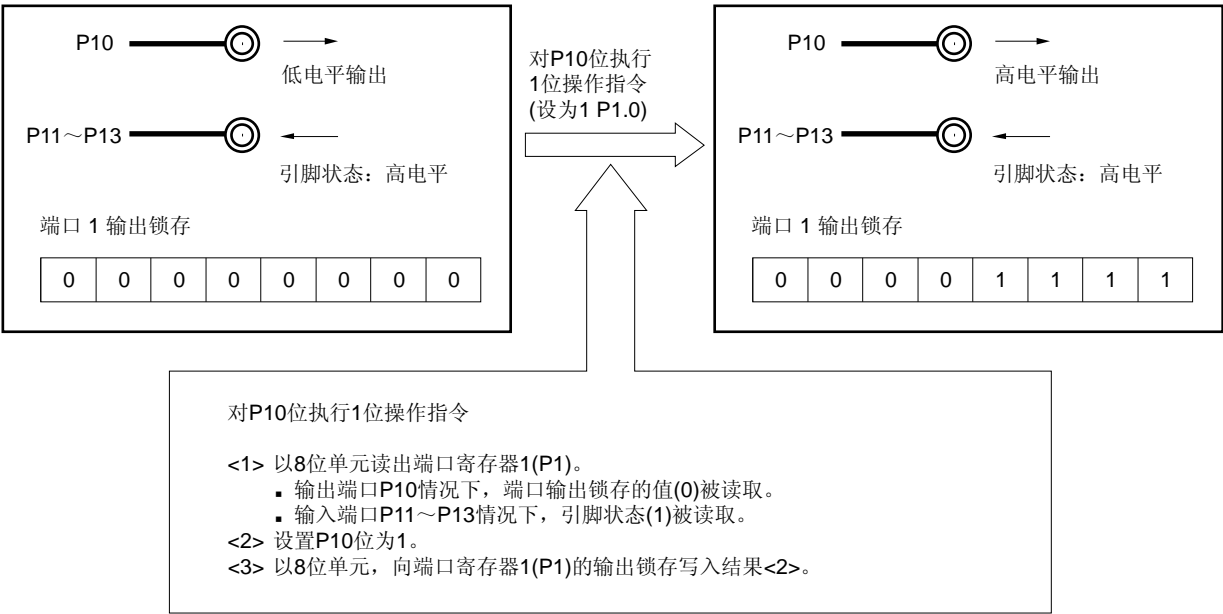 P10
低电平输出
P11～P13
引脚状态：高电平
端口 1 输出锁存
0 0 0 0 0 0 0 0
对P10位执行
1位操作指令
(设为1 P1.0)
P10
高电平输出
P11～P13
引脚状态：高电平
端口 1 输出锁存
0 0 0 0 1 1 1 1
对P10位执行1位操作指令
<1> 以8位单元读出端口寄存器1(P1)。
▪ 输出端口P10情况下，端口输出锁存的值(0)被读取。
▪ 输入端口P11～P13情况下，引脚状态(1)被读取。
<2> 设置P10位为1。
<3> 以8位单元，向端口寄存器1(P1)的输出锁存写入结果<2>。